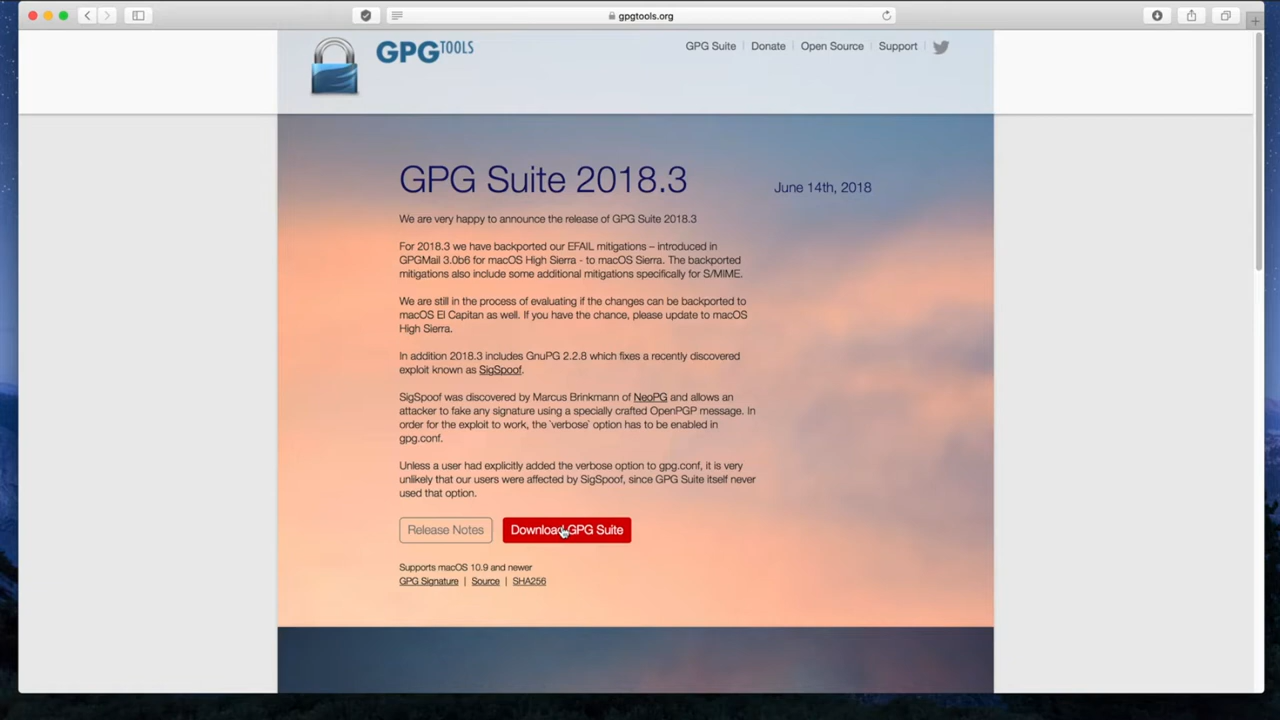 gpgtools.org
GPGTOOLS
GPG Suite | Donate | Open Source | Support
GPG Suite 2018.3
June 14th, 2018
We are very happy to announce the release of GPG Suite 2018.3
For 2018.3 we have backported our EFAIL mitigations – introduced in
GPGMail 3.0b6 for macOS High Sierra - to macOS Sierra. The backported
mitigations also include some additional mitigations specifically for S/MIME.
We are still in the process of evaluating if the changes can be backported to
macOS El Capitan as well. If you have the chance, please update to macOS
High Sierra.
In addition 2018.3 includes GnuPG 2.2.8 which fixes a recently discovered
exploit known as SigSpoof.
SigSpoof was discovered by Marcus Brinkmann of NeoPG and allows an
attacker to fake any signature using a specially crafted OpenPGP message. In
order for the exploit to work, the `verbose` option has to be enabled in
gpg.conf.
Unless a user had explicitly added the verbose option to gpg.conf, it is very
unlikely that our users were affected by SigSpoof, since GPG Suite itself never
used that option.
Release Notes
Download GPG Suite
Supports macOS 10.9 and newer
GPG Signature | Source | SHA256